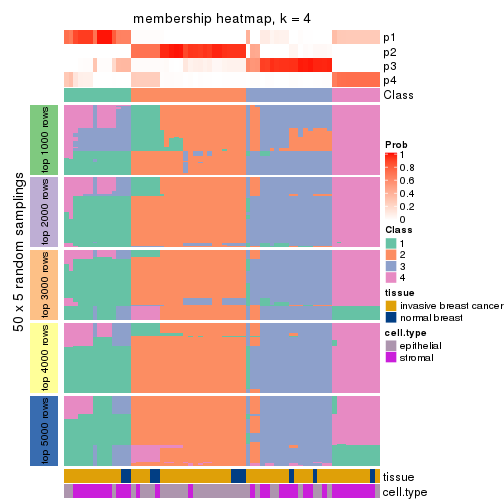 membership heatmap, k = 4
p1
p2
p3
p4
Class
50 x 5 random samplings
top 1000 rows
top 2000 rows
top 3000 rows
top 4000 rows
top 5000 rows
Prob
1
0.8
0.6
0.4
0.2
0
Class
1
2
3
4
tissue
invasive breast cancer
normal breast
cell.type
epithelial
stromal
tissue
cell.type